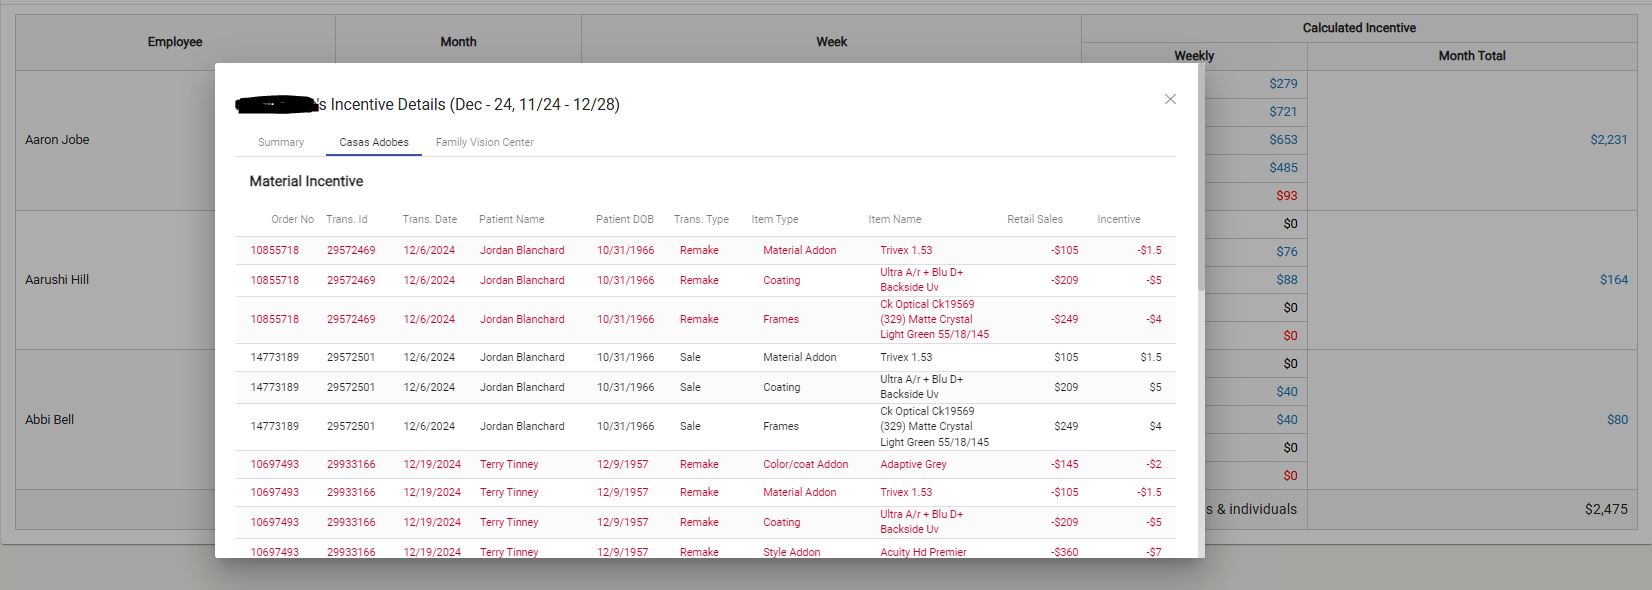 Employee Month Week Calculated Incentive
Weekly Month Total
's Incentive Details (Dec - 24, 11/24 - 12/28)
Summary Casas Adobes Family Vision Center
Material Incentive
Order No Trans. Id Trans. Date Patient Name Patient DOB Trans. Type Item Type Item Name Retail Sales Incentive
10855718 29572469 12/6/2024 Jordan Blanchard 10/31/1966 Remake Material Addon Trivex 1.53 -$105 -$1.5
10855718 29572469 12/6/2024 Jordan Blanchard 10/31/1966 Remake Coating Ultra A/r + Blu D+ -$209 -$5
Backside Uv
10855718 29572469 12/6/2024 Jordan Blanchard 10/31/1966 Remake Frames Ck Optical Ck19569 -$249 -$4
(329) Matte Crystal
Light Green 55/18/145
14773189 29572501 12/6/2024 Jordan Blanchard 10/31/1966 Sale Material Addon Trivex 1.53 $105 $1.5
14773189 29572501 12/6/2024 Jordan Blanchard 10/31/1966 Sale Coating Ultra A/r + Blu D+ $209 $5
Backside Uv
14773189 29572501 12/6/2024 Jordan Blanchard 10/31/1966 Sale Frames Ck Optical Ck19569 $249 $4
(329) Matte Crystal
Light Green 55/18/145
10697493 29933166 12/19/2024 Terry Tinney 12/9/1957 Remake Color/coat Addon Adaptive Grey -$145 -$2
10697493 29933166 12/19/2024 Terry Tinney 12/9/1957 Remake Material Addon Trivex 1.53 -$105 -$1.5
10697493 29933166 12/19/2024 Terry Tinney 12/9/1957 Remake Coating Ultra A/r + Blu D+ -$209 -$5
Backside Uv
10697493 29933166 12/19/2024 Terry Tinney 12/9/1957 Remake Style Addon Acuity Hd Premier -$360 -$7
Aaron Jobe
$279
$721
$653
$485
$93
$2,231
Aarushi Hill
$0
$76
$88
$0
$0
$164
Abbi Bell
$0
$40
$40
$0
$0
$80
s & individuals $2,475